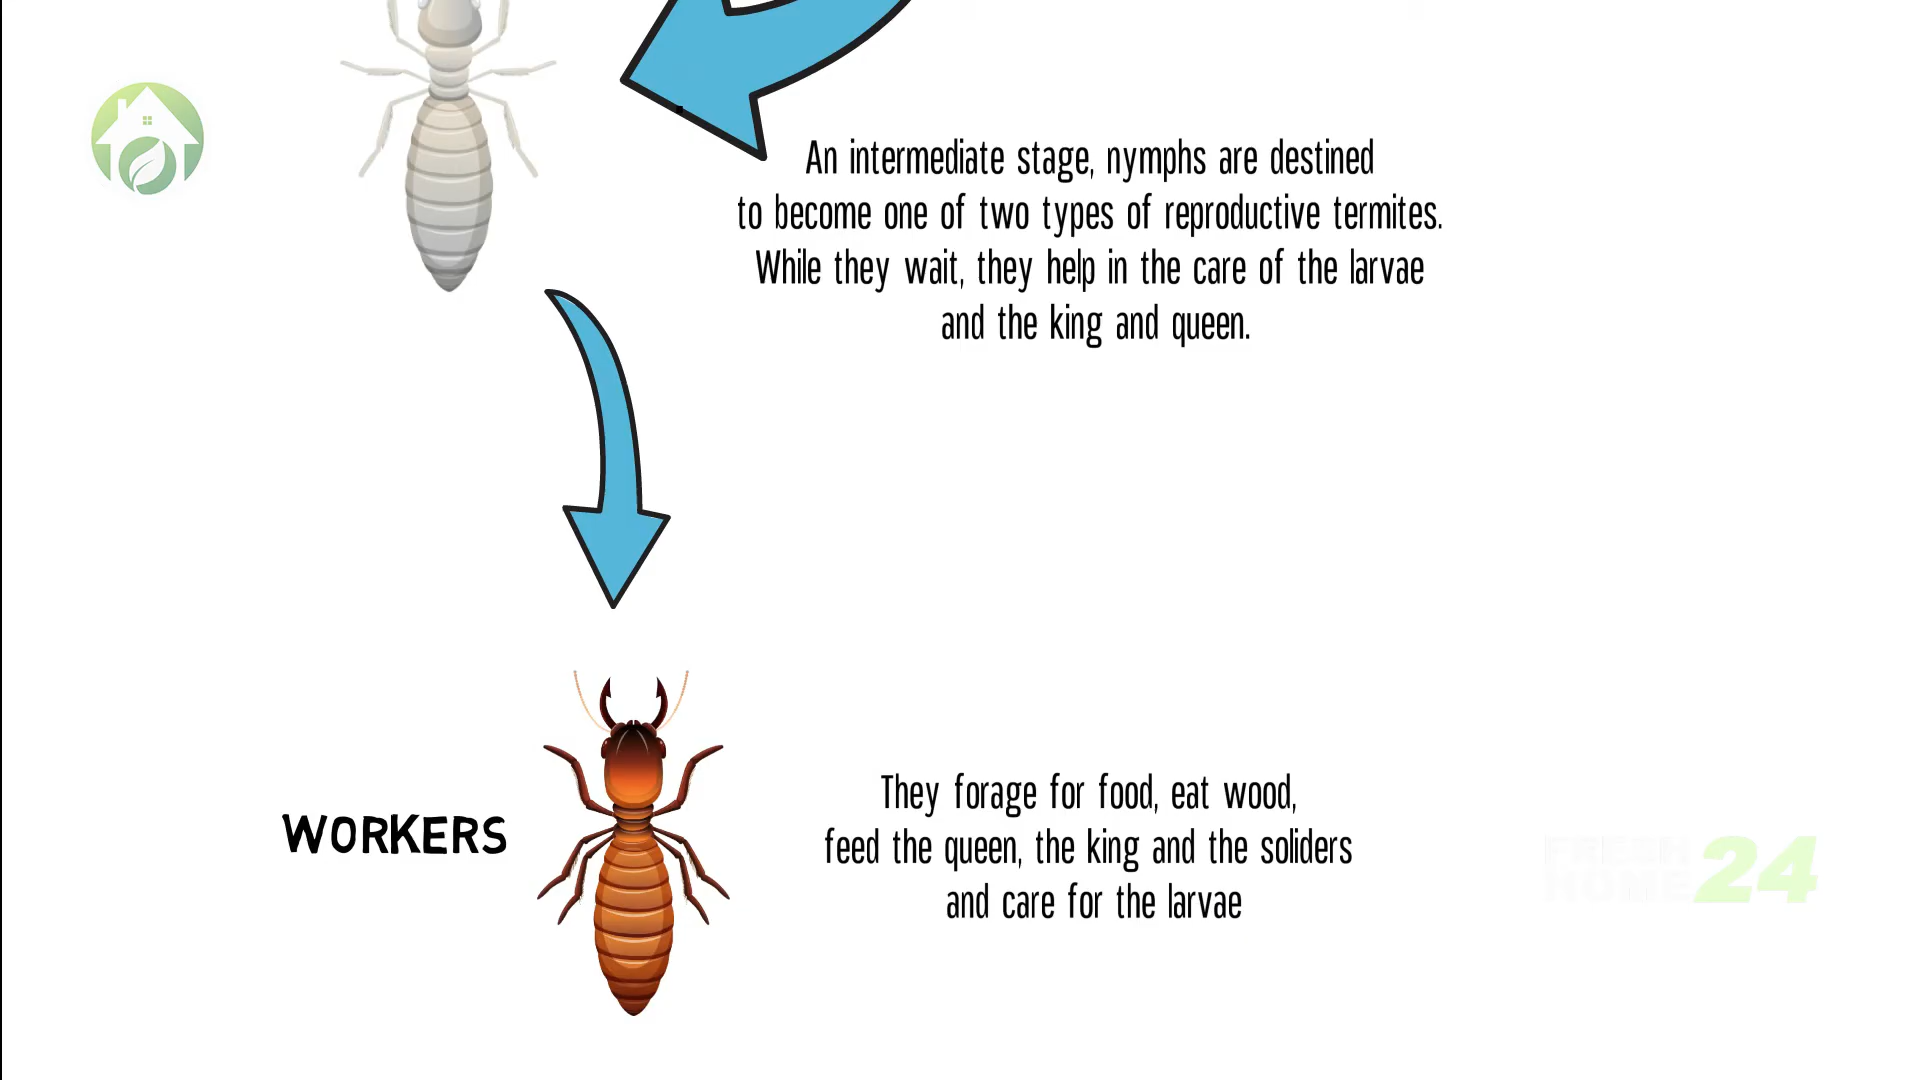 An intermediate stage, nymphs are destined
to become one of two types of reproductive termites.
While they wait, they help in the care of the larvae
and the king and queen.
WORKERS
They forage for food, eat wood,
feed the queen, the king and the soliders
and care for the larvae
FRESH
HOME 24